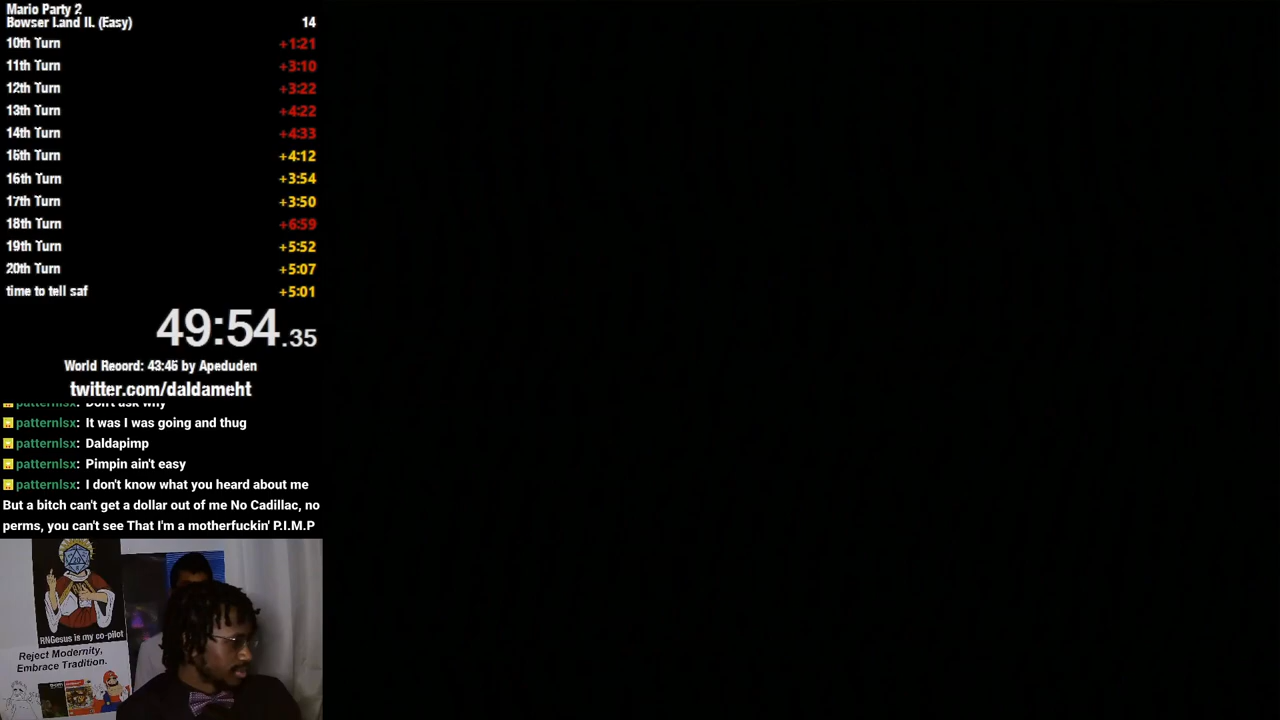 Mario Party 2
Bowser Land IL (Easy) 14
10th Turn +1:21
11th Turn +3:10
12th Turn +3:22
13th Turn +4:22
14th Turn +4:33
15th Turn +4:12
16th Turn +3:54
17th Turn +3:50
18th Turn +6:59
19th Turn +5:52
20th Turn +5:07
time to tell saf +5:01
49:54.35
World Record: 43:45 by Apeduden
twitter.com/daldameht
patternlsx: Don't ask why
patternlsx: It was I was going and thug
patternlsx: Daldapimp
patternlsx: Pimpin ain't easy
patternlsx: I don't know what you heard about me
But a bitch can't get a dollar out of me No Cadillac, no
perms, you can't see That I'm a motherfuckin' P.I.M.P
RNGesus is my co-pilot
Reject Modernity,
Embrace Tradition.